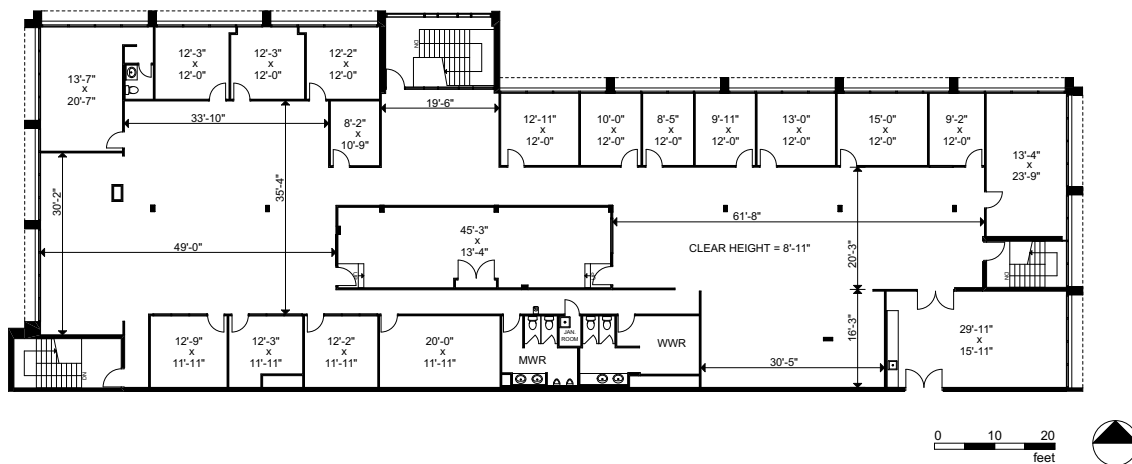 12'-3"
x
12'-0"
12'-3"
x
12'-0"
12'-2"
x
12'-0"
DN
13'-7"
x
20'-7"
19'-6"
33'-10"
8'-2"
x
10'-9"
12'-11"
x
12'-0"
10'-0"
x
12'-0"
8'-5"
x
12'-0"
9'-11"
x
12'-0"
13'-0"
x
12'-0"
15'-0"
x
12'-0"
9'-2"
x
12'-0"
13'-4"
x
23'-9"
30'-2"
35'-4"
61'-8"
45'-3"
x
13'-4"
49'-0"
CLEAR HEIGHT = 8'-11"
20'-3"
DN
16'-3"
JAN.
ROOM
MWR
WWR
12'-9"
x
11'-11"
12'-3"
x
11'-11"
12'-2"
x
11'-11"
20'-0"
x
11'-11"
30'-5"
29'-11"
x
15'-11"
DN
0 10 20
feet